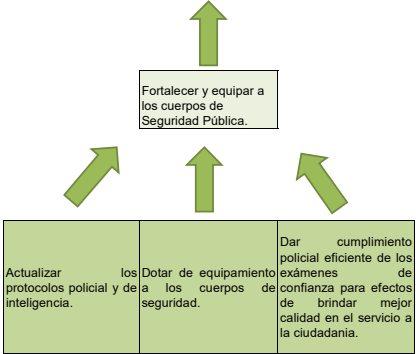 Fortalecer y equipar a
los cuerpos de
Seguridad Pública.
Actualizar los
protocolos policial y de
inteligencia.
Dotar de equipamiento
a los cuerpos de
seguridad.
Dar cumplimiento
policial eficiente de los
exámenes de
confianza para efectos
de brindar mejor
calidad en el servicio a
la ciudadania.